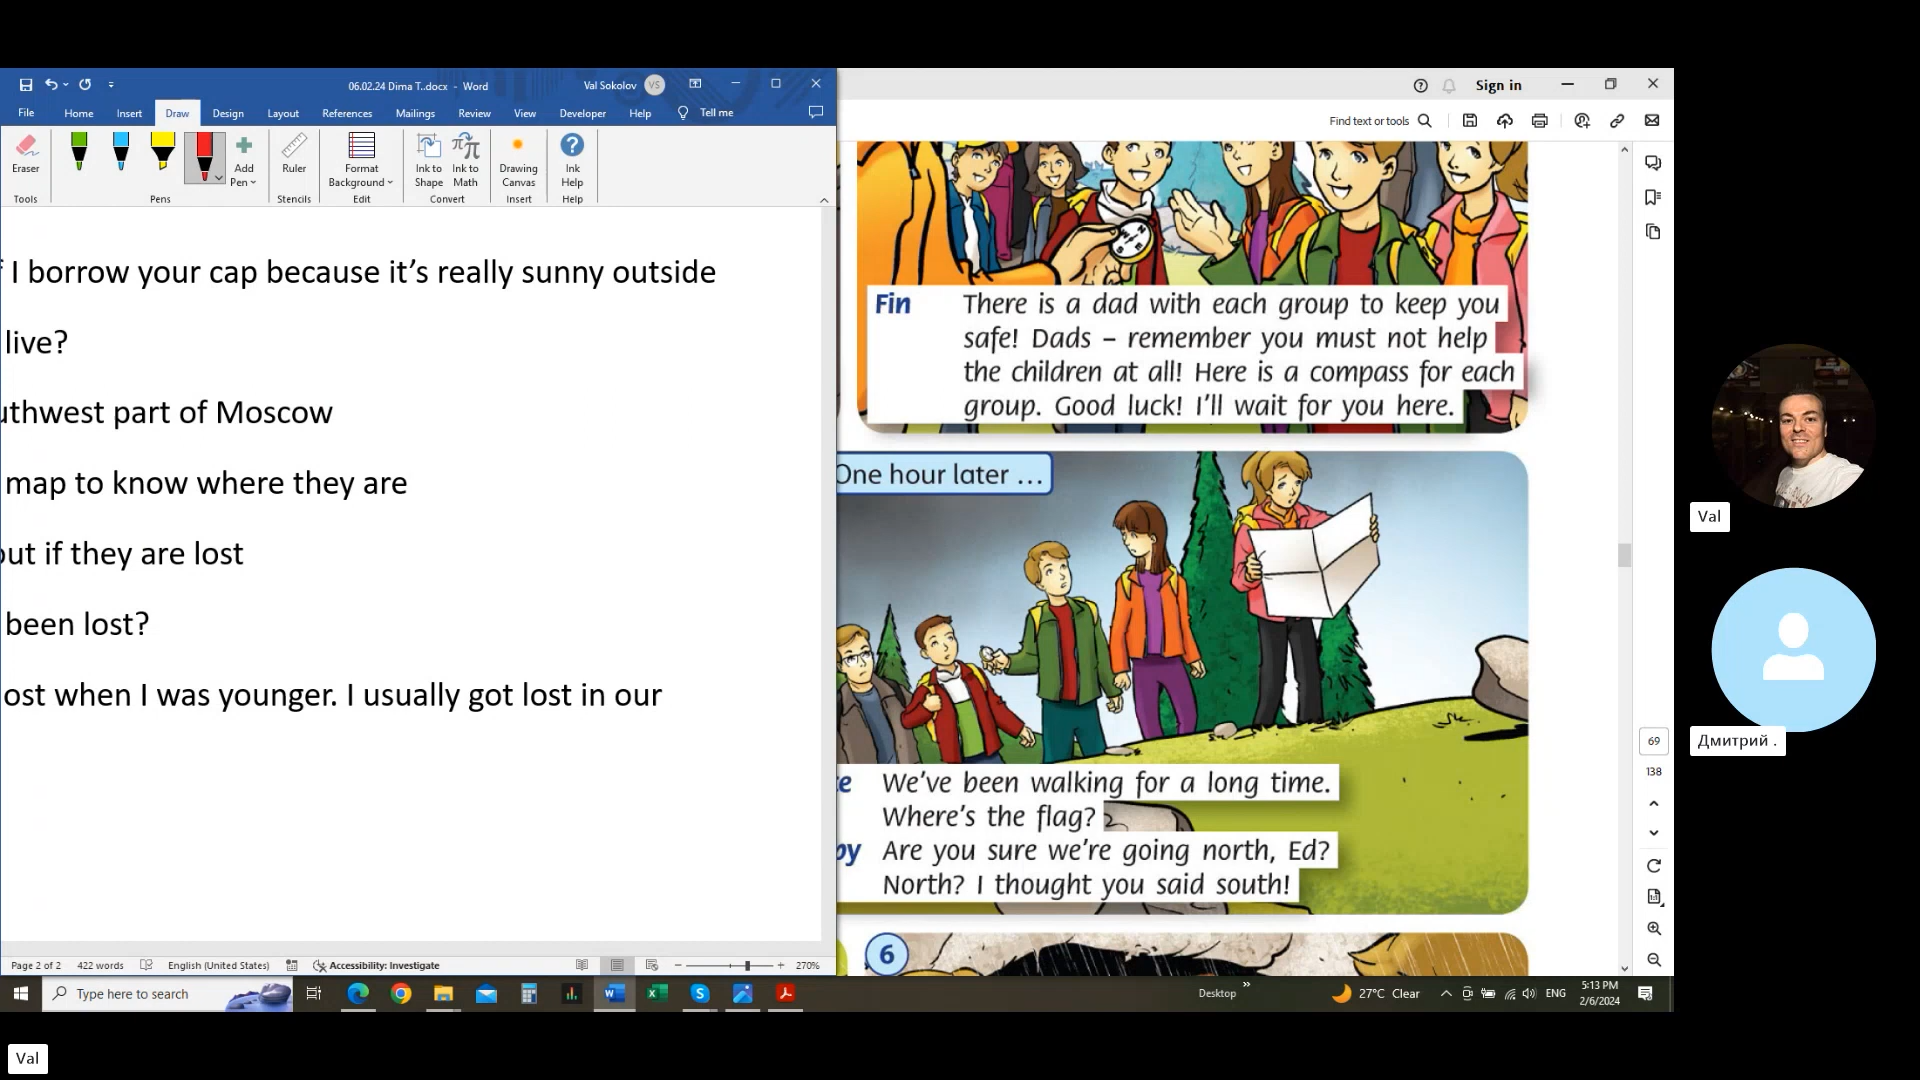 06.02.24 Dima T..docx - Word
Val Sokolov
VS
File
Home
Insert
Draw
Design
Layout
References
Mailings
Review
View
Developer
Help
Tell me
Eraser
Add Pen
Ruler
Format Background
Ink to Shape
Ink to Math
Drawing Canvas
Ink Help
Tools
Pens
Stencils
Edit
Convert
Insert
Help
I borrow your cap because it's really sunny outside
live?
uthwest part of Moscow
map to know where they are
out if they are lost
been lost?
ost when I was younger. I usually got lost in our
Page 2 of 2
422 words
English (United States)
Accessibility: Investigate
270%
Sign in
Find text or tools
Fin There is a dad with each group to keep you
safe! Dads – remember you must not help
the children at all! Here is a compass for each
group. Good luck! I'll wait for you here.
One hour later ...
We've been walking for a long time.
Where's the flag?
by Are you sure we're going north, Ed?
North? I thought you said south!
6
69
138
Type here to search
Desktop
27°C Clear
ENG
5:13 PM
2/6/2024
Val
Дмитрий .
Val